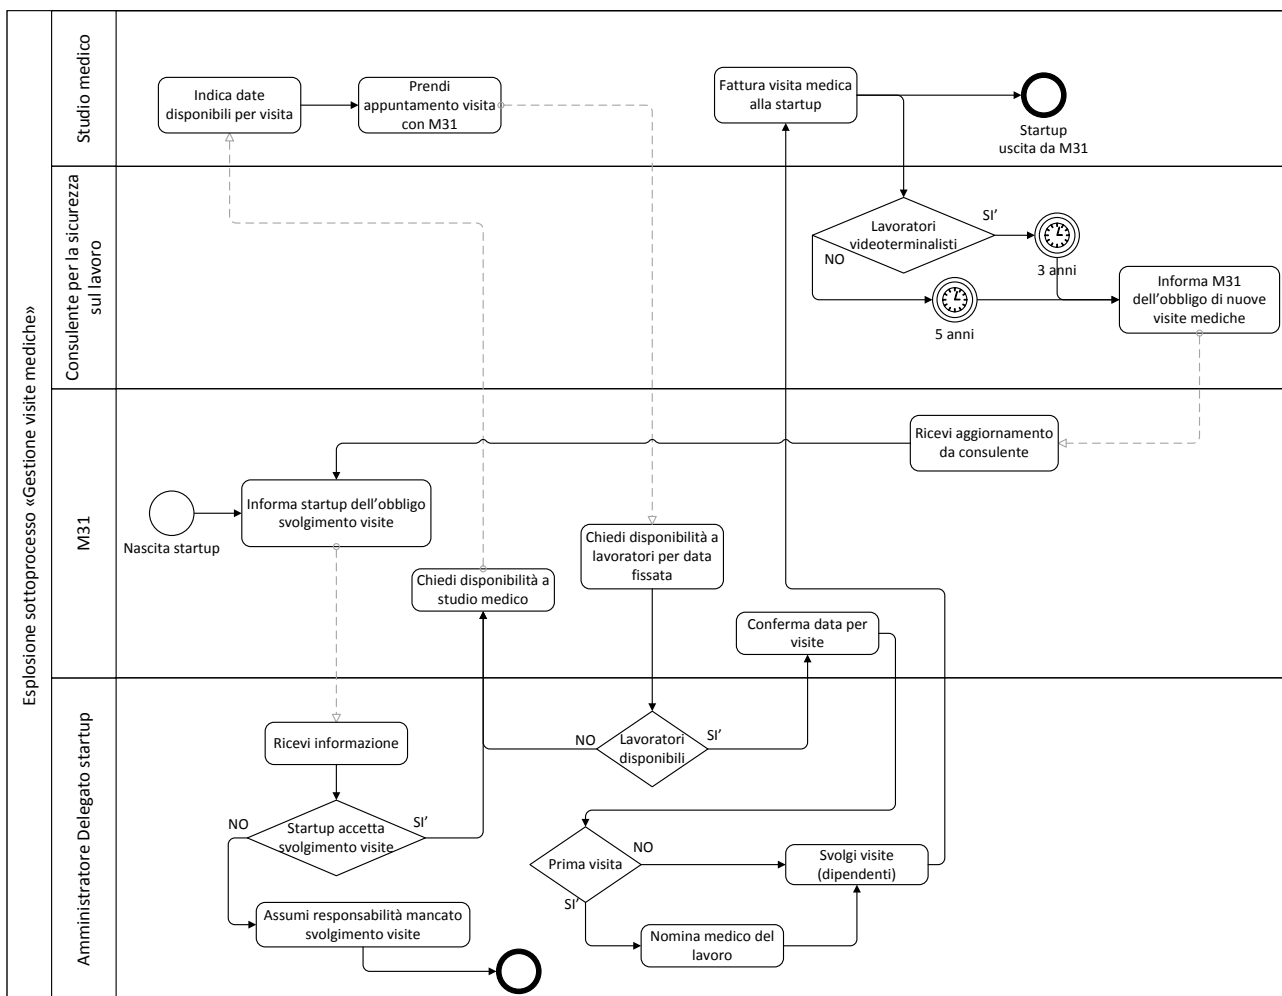 Esplosione sottoprocesso «Gestione visite mediche»
Studio medico
Indica date
disponibili per visita
Prendi
appuntamento visita
con M31
Fattura visita medica
alla startup
Startup
uscita da M31
Consulente per la sicurezza
sul lavoro
Lavoratori
videoterminalisti
SI’
NO
3 anni
5 anni
Informa M31
dell’obbligo di nuove
visite mediche
M31
Ricevi aggiornamento
da consulente
Nascita startup
Informa startup dell’obbligo
svolgimento visite
Chiedi disponibilità a
studio medico
Chiedi disponibilità a
lavoratori per data
fissata
Conferma data per
visite
Amministratore Delegato startup
Ricevi informazione
Startup accetta
svolgimento visite
NO
SI’
Assumi responsabilità mancato
svolgimento visite
Lavoratori
disponibili
NO
SI’
Prima visita
NO
SI’
Svolgi visite
(dipendenti)
Nomina medico del
lavoro